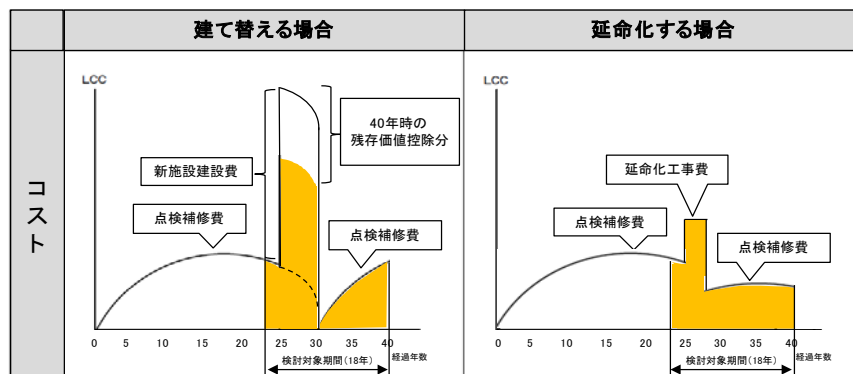 建て替える場合
延命化する場合
コスト
LCC
新施設建設費
40年時の
残存価値控除分
点検補修費
点検補修費
0 5 10 15 20 25 30 35 40 経過年数
検討対象期間(18年)
LCC
延命化工事費
点検補修費
点検補修費
0 5 10 15 20 25 30 35 40 経過年数
検討対象期間(18年)